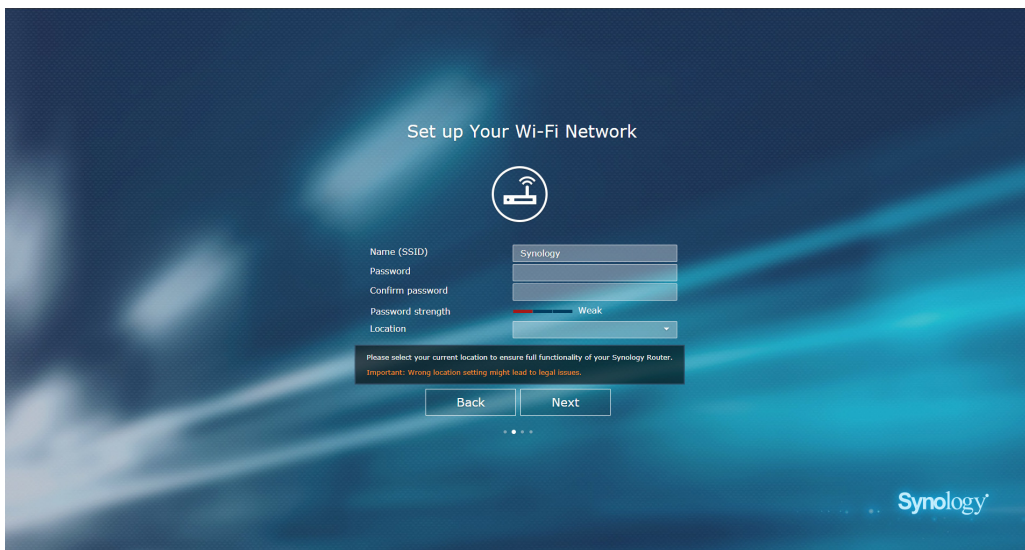 Set up Your Wi-Fi Network
Name (SSID)
Synology
Password
Confirm password
Password strength
Weak
Location
Please select your current location to ensure full functionality of your Synology Router.
Important: Wrong location setting might lead to legal issues.
Back
Next
Synology